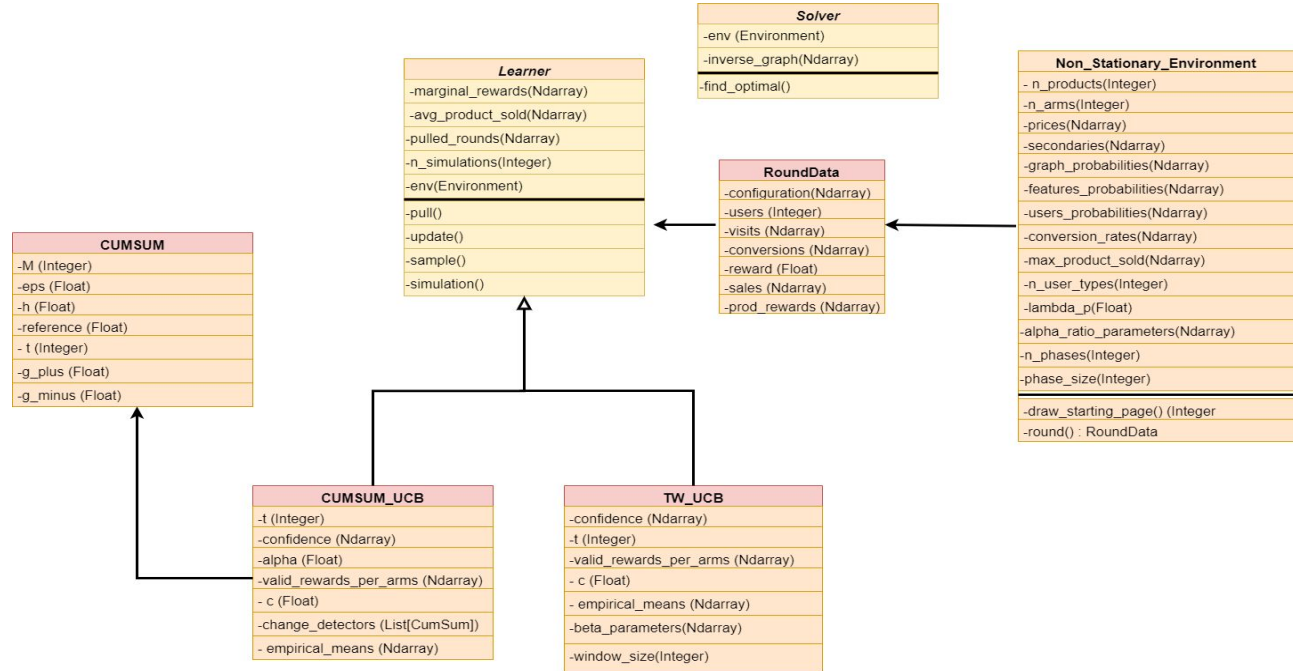 Solver
-env (Environment)
-inverse_graph(Ndarray)
-find_optimal()
Learner
-marginal_rewards(Ndarray)
-avg_product_sold(Ndarray)
-pulled_rounds(Ndarray)
-n_simulations(Integer)
-env(Environment)
-pull()
-update()
-sample()
-simulation()
Non_Stationary_Environment
- n_products(Integer)
-n_arms(Integer)
-prices(Ndarray)
-secondaries(Ndarray)
-graph_probabilities(Ndarray)
-features_probabilities(Ndarray)
-users_probabilities(Ndarray)
-conversion_rates(Ndarray)
-max_product_sold(Ndarray)
-n_user_types(Integer)
-lambda_p(Float)
-alpha_ratio_parameters(Ndarray)
-n_phases(Integer)
-phase_size(Integer)
-draw_starting_page() (Integer
-round() : RoundData
RoundData
-configuration(Ndarray)
-users (Integer)
-visits (Ndarray)
-conversions (Ndarray)
-reward (Float)
-sales (Ndarray)
-prod_rewards (Ndarray)
CUMSUM
-M (Integer)
-eps (Float)
-h (Float)
-reference (Float)
- t (Integer)
-g_plus (Float)
-g_minus (Float)
CUMSUM_UCB
-t (Integer)
-confidence (Ndarray)
-alpha (Float)
-valid_rewards_per_arms (Ndarray)
- c (Float)
-change_detectors (List[CumSum])
- empirical_means (Ndarray)
TW_UCB
-confidence (Ndarray)
-t (Integer)
-valid_rewards_per_arms (Ndarray)
- c (Float)
- empirical_means (Ndarray)
-beta_parameters(Ndarray)
-window_size(Integer)